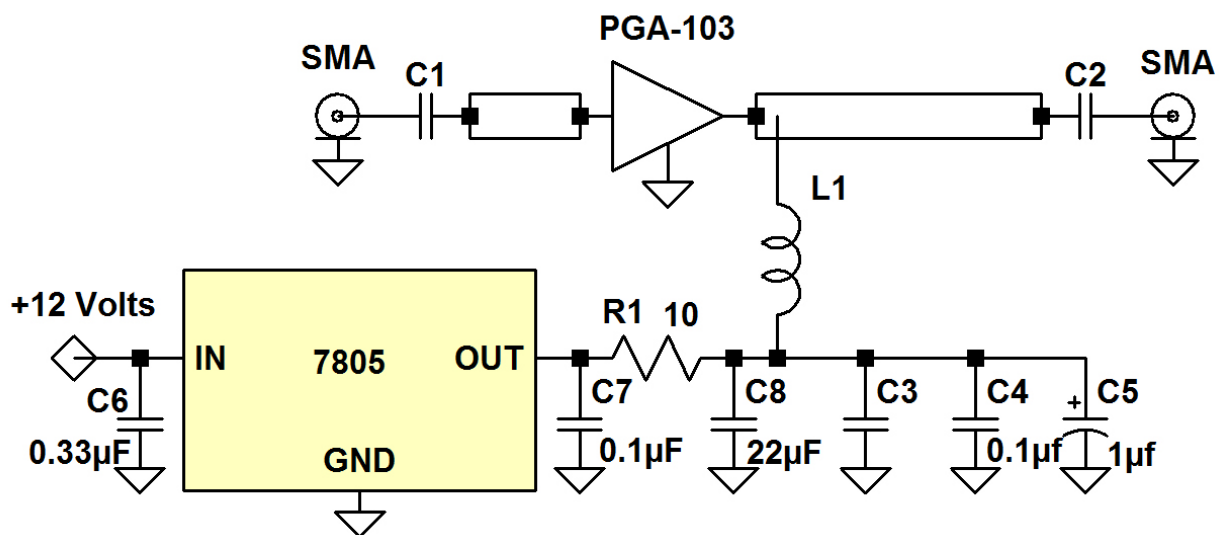 PGA-103
SMA
C1
C2
SMA
L1
+12 Volts
R1
10
IN
7805
OUT
C6
C7
C8
C3
C4
+
C5
0.33µF
GND
0.1µF
22µF
0.1µf
1µf